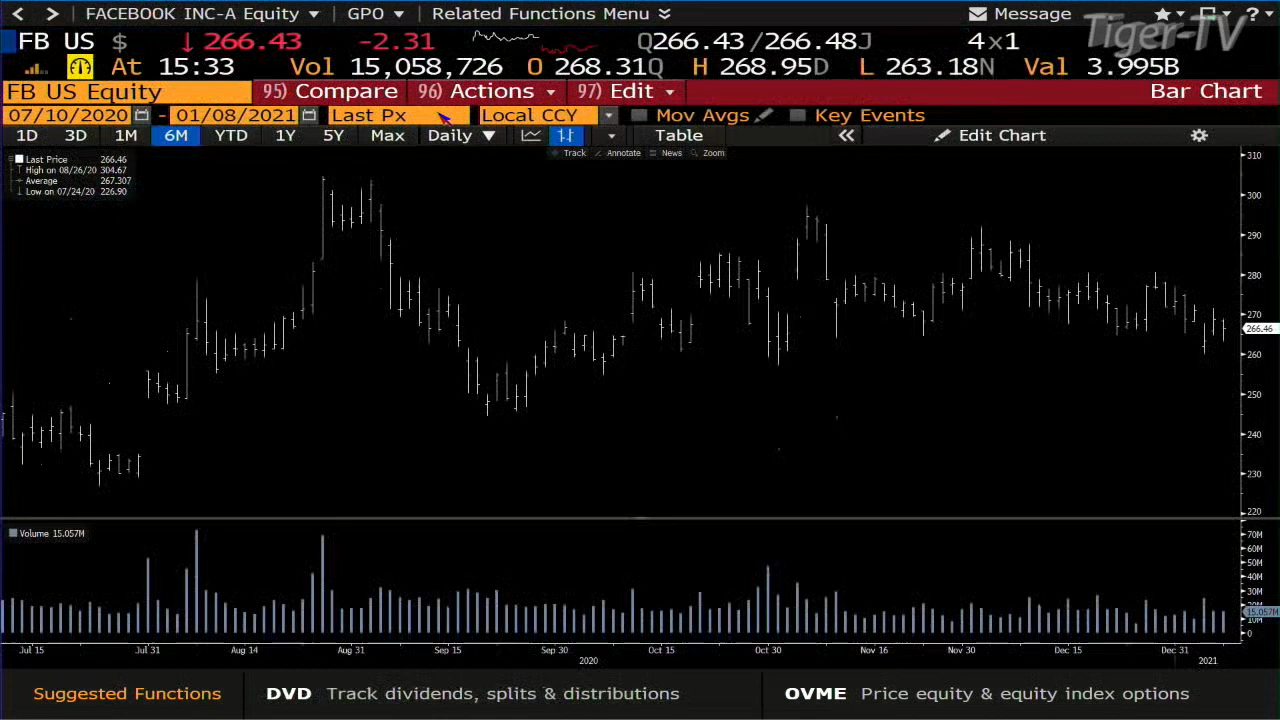 < > FACEBOOK INC-A Equity GPO Related Functions Menu Message ?
FB US $ ↓ 266.43 -2.31 Q266.43/266.48J 4x1 Tiger-TV
At 15:33 Vol 15,058,726 O 268.31Q H 268.95D L 263.18N Val 3.995B
FB US Equity 95) Compare 96) Actions 97) Edit Bar Chart
07/10/2020 - 01/08/2021 Last Px Local CCY Mov Avgs Key Events
1D 3D 1M 6M YTD 1Y 5Y Max Daily ▼ Table « Edit Chart
Track Annotate News Zoom
Last Price 266.46
High on 08/26/20 304.67
Average 267.307
Low on 07/24/20 226.90
310
300
290
280
270
266.46
260
250
240
230
220
Volume 15.057M
70M
60M
50M
40M
30M
20M
15.057M
10M
0
Jul 15 Jul 31 Aug 14 Aug 31 Sep 15 Sep 30 Oct 15 Oct 30 Nov 16 Nov 30 Dec 15 Dec 31
2020 2021
Suggested Functions DVD Track dividends, splits & distributions OVME Price equity & equity index options